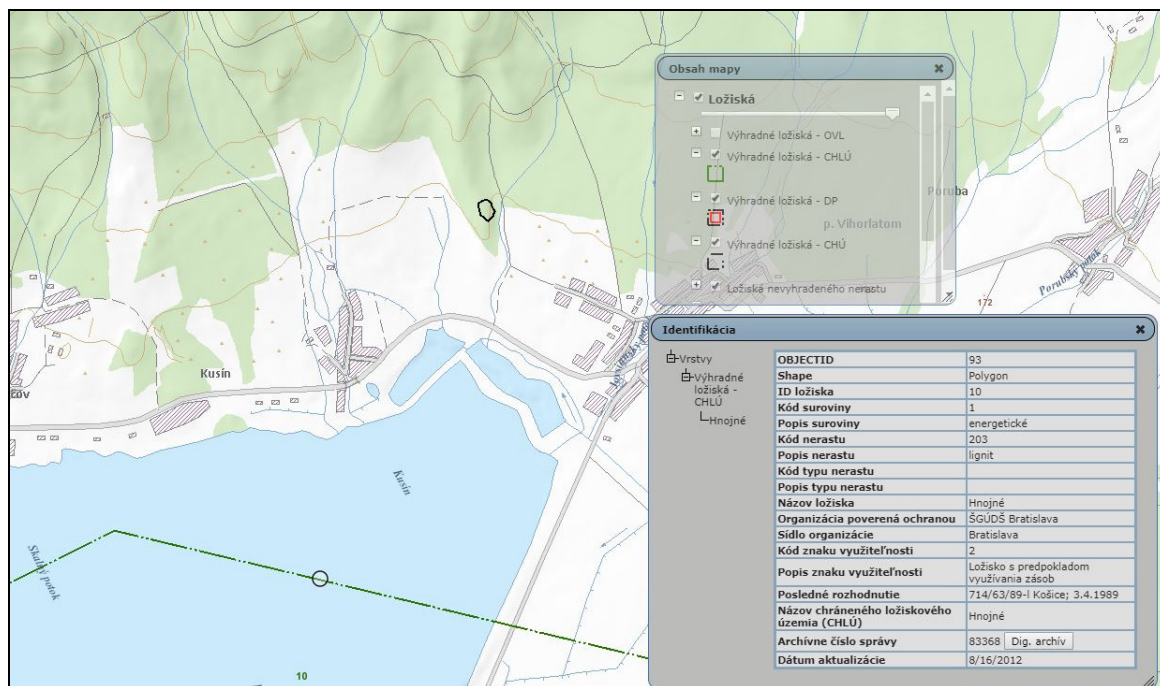 Obsah mapy
Ložiská
Výhradné ložiská - OVL
Výhradné ložiská - CHLÚ
Výhradné ložiská - DP
Výhradné ložiská - CHÚ
Ložiská nevyhradeného nerastu
Poruba
p. Vihorlatom
Porubský potok
172
Kusín
Kusín
Skalný potok
10
Identifikácia
Vrstvy
Výhradné ložiská - CHLÚ
Hnojné
OBJECTID 93
Shape Polygon
ID ložiska 10
Kód suroviny 1
Popis suroviny energetické
Kód nerastu 203
Popis nerastu lignit
Kód typu nerastu
Popis typu nerastu
Názov ložiska Hnojné
Organizácia poverená ochranou ŠGÚDŠ Bratislava
Sídlo organizácie Bratislava
Kód znaku využiteľnosti 2
Popis znaku využiteľnosti Ložisko s predpokladom využívania zásob
Posledné rozhodnutie 714/63/89-l Košice; 3.4.1989
Názov chráneného ložiskového území (CHLÚ) Hnojné
Archívne číslo správy 83368 Dig. archív
Dátum aktualizácie 8/16/2012